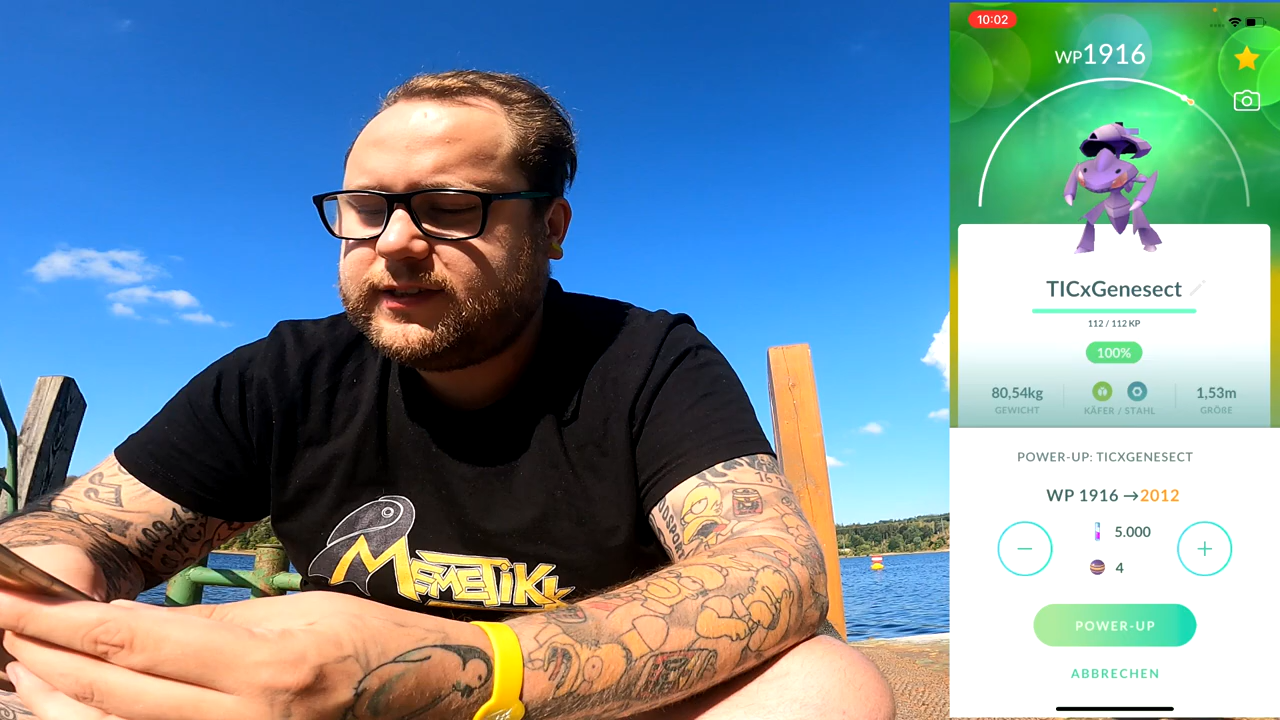 10:02
WP1916
TICxGenesect
112 / 112 KP
100%
80,54kg
GEWICHT
KÄFER / STAHL
1,53m
GRÖßE
POWER-UP: TICXGENESECT
WP 1916 →2012
5.000
4
POWER-UP
ABBRECHEN
MEMETIKK